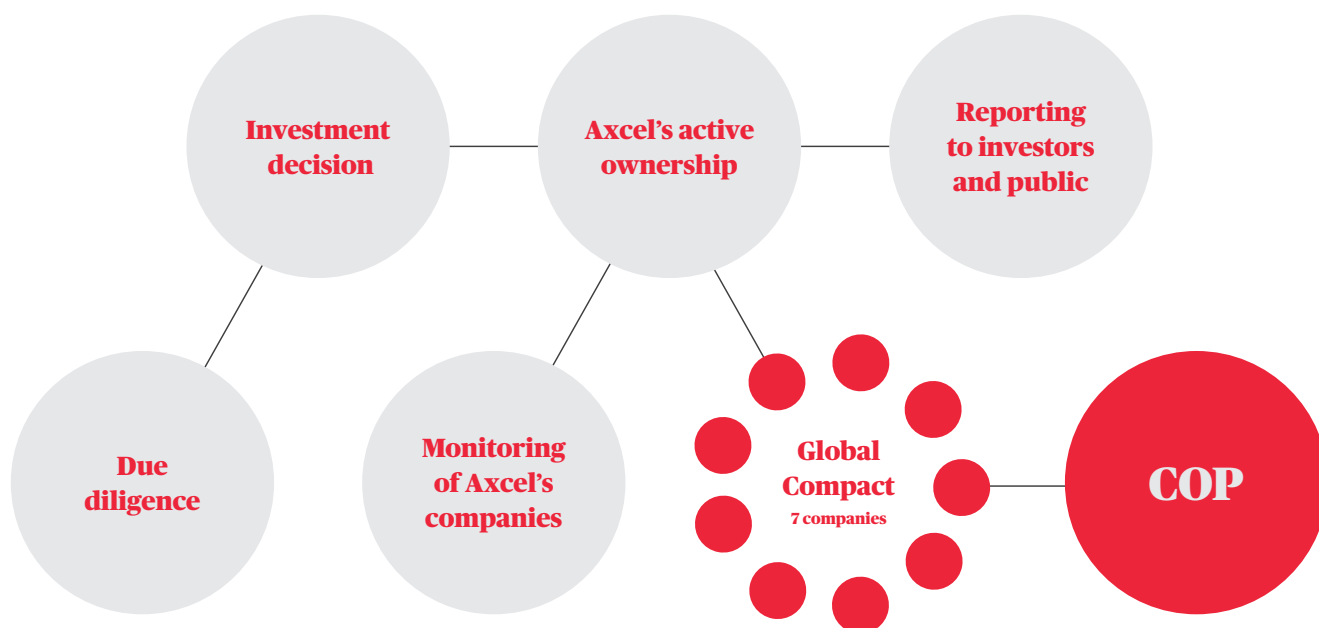 Investment
decision
Axcel’s active
ownership
Reporting
to investors
and public
Due
diligence
Monitoring
of Axcel’s
companies
Global
Compact
7 companies
COP